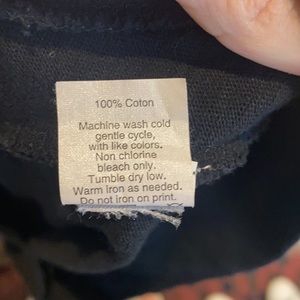 100% Coton
Machine wash cold
gentle cycle,
with like colors.
Non chlorine
bleach only.
Tumble dry low.
Warm iron as needed.
Do not iron on print.